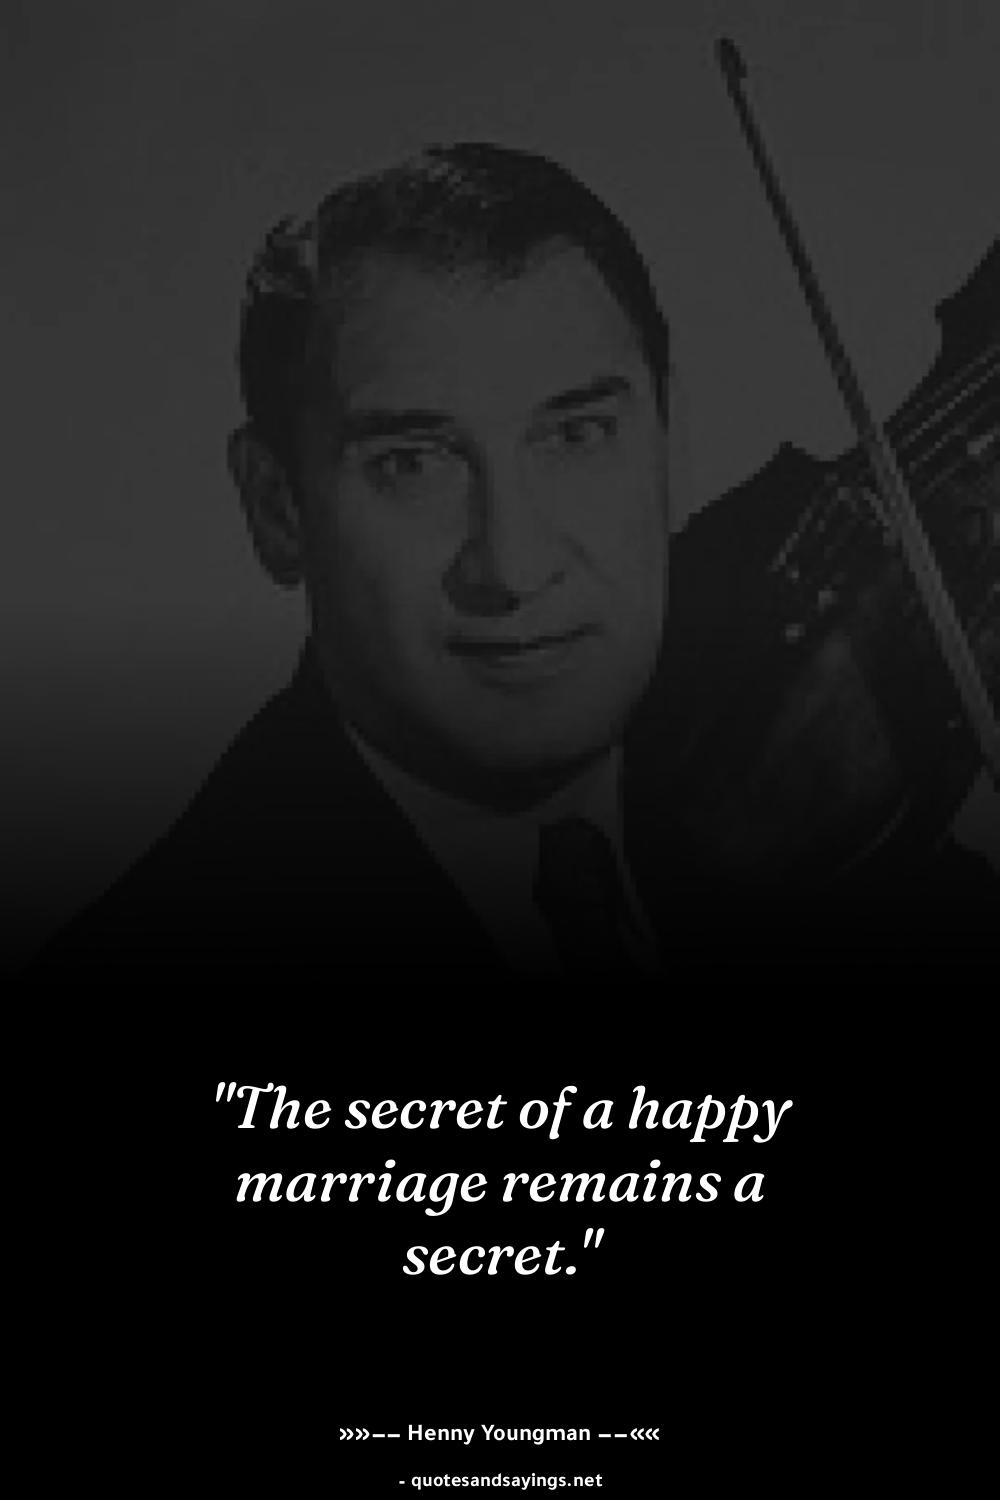 "The secret of a happy
marriage remains a
secret."
»»–– Henny Youngman ––««
- quotesandsayings.net